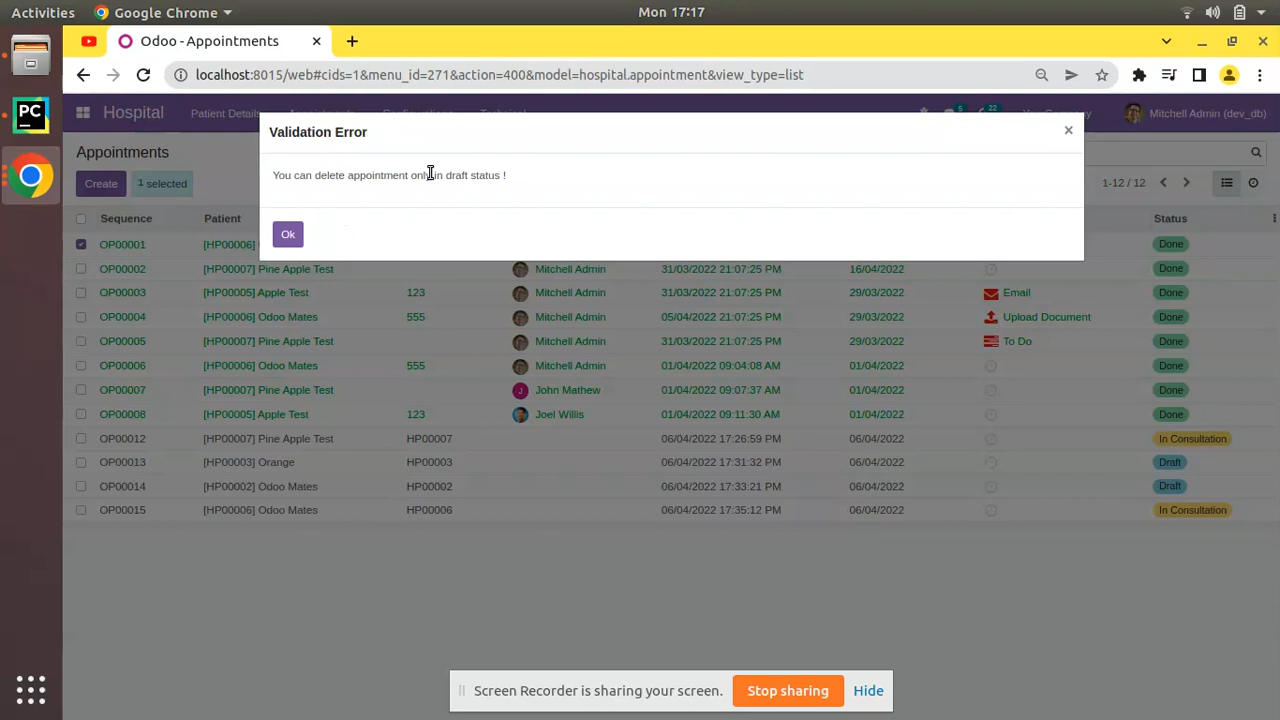 Activities Google Chrome Mon 17:17
Odoo - Appointments
localhost:8015/web#cids=1&menu_id=271&action=400&model=hospital.appointment&view_type=list
Hospital Patient Details 5 22 Mitchell Admin (dev_db)
Validation Error
Appointments
You can delete appointment only in draft status !
Create 1 selected 1-12 / 12
Sequence Patient Status
Ok
OP00001 [HP00006] Done
OP00002 [HP00007] Pine Apple Test Mitchell Admin 31/03/2022 21:07:25 PM 16/04/2022 Done
OP00003 [HP00005] Apple Test 123 Mitchell Admin 31/03/2022 21:07:25 PM 29/03/2022 Email Done
OP00004 [HP00006] Odoo Mates 555 Mitchell Admin 05/04/2022 21:07:25 PM 29/03/2022 Upload Document Done
OP00005 [HP00007] Pine Apple Test Mitchell Admin 31/03/2022 21:07:25 PM 29/03/2022 To Do Done
OP00006 [HP00006] Odoo Mates 555 Mitchell Admin 01/04/2022 09:04:08 AM 01/04/2022 Done
OP00007 [HP00007] Pine Apple Test J John Mathew 01/04/2022 09:07:37 AM 01/04/2022 Done
OP00008 [HP00005] Apple Test 123 Joel Willis 01/04/2022 09:11:30 AM 01/04/2022 Done
OP00012 [HP00007] Pine Apple Test HP00007 06/04/2022 17:26:59 PM 06/04/2022 In Consultation
OP00013 [HP00003] Orange HP00003 06/04/2022 17:31:32 PM 06/04/2022 Draft
OP00014 [HP00002] Odoo Mates HP00002 06/04/2022 17:33:21 PM 06/04/2022 Draft
OP00015 [HP00006] Odoo Mates HP00006 06/04/2022 17:35:12 PM 06/04/2022 In Consultation
Screen Recorder is sharing your screen. Stop sharing Hide